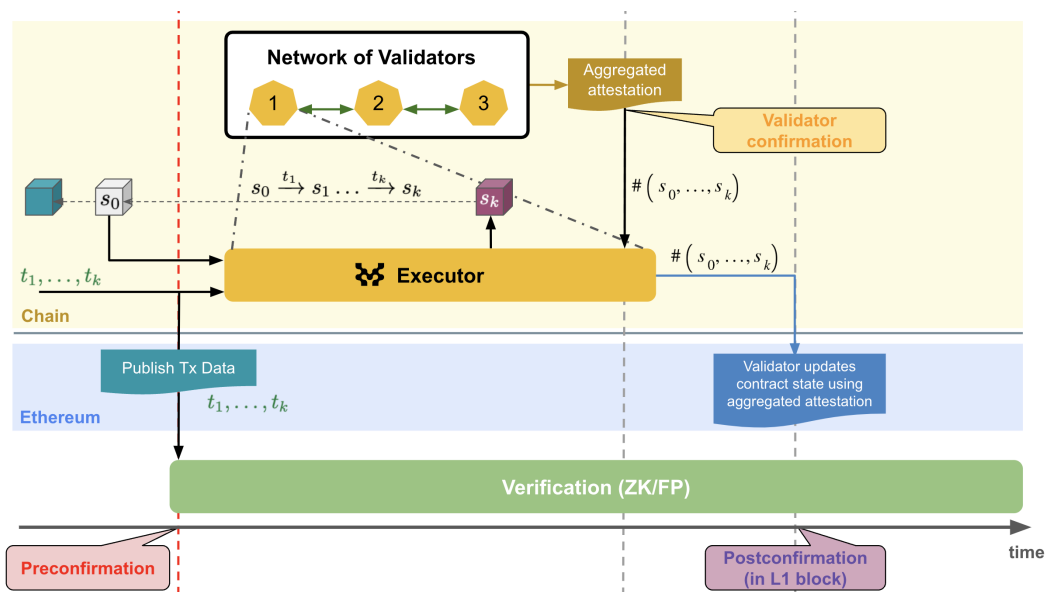 Network of Validators
1
2
3
Aggregated
attestation
Validator
confirmation
s₀ —t₁→ s₁ … —tₖ→ sₖ
s₀
sₖ
# ( s₀, …, sₖ )
t₁, …, tₖ
Executor
# ( s₀, …, sₖ )
Chain
Publish Tx Data
Validator updates
contract state using
aggregated attestation
t₁, …, tₖ
Ethereum
Verification (ZK/FP)
time
Preconfirmation
Postconfirmation
(in L1 block)